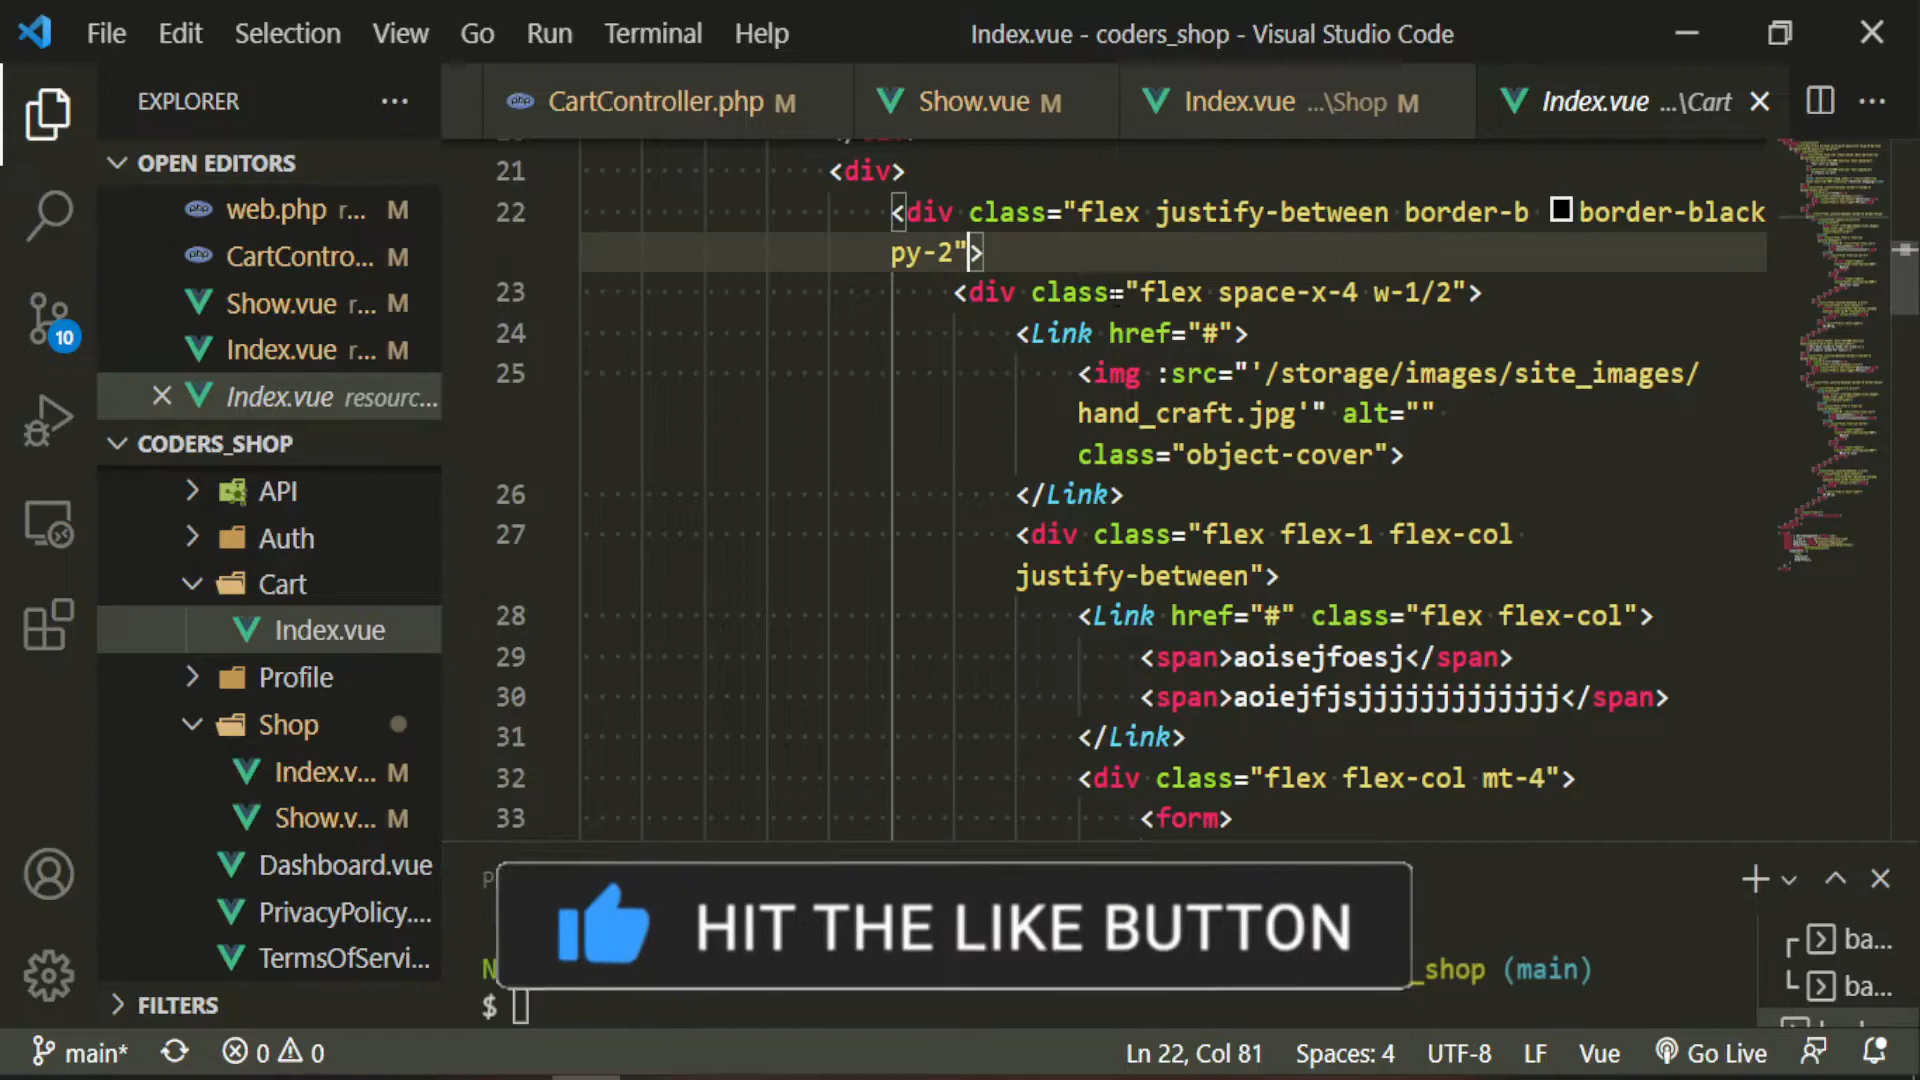 File Edit Selection View Go Run Terminal Help Index.vue - coders_shop - Visual Studio Code
EXPLORER
CartController.php M Show.vue M Index.vue ...\Shop M Index.vue ...\Cart
OPEN EDITORS
web.php r... M
CartContro... M
Show.vue r... M
Index.vue r... M
Index.vue resourc...
CODERS_SHOP
API
Auth
Cart
Index.vue
Profile
Shop
Index.v... M
Show.v... M
Dashboard.vue
PrivacyPolicy....
TermsOfServi...
FILTERS
10
21 <div>
22 <div class="flex justify-between border-b border-black
py-2">
23 <div class="flex space-x-4 w-1/2">
24 <Link href="#">
25 <img :src="'/storage/images/site_images/
hand_craft.jpg'" alt=""
class="object-cover">
26 </Link>
27 <div class="flex flex-1 flex-col
justify-between">
28 <Link href="#" class="flex flex-col">
29 <span>aoisejfoesj</span>
30 <span>aoiejfjsjjjjjjjjjjjjj</span>
31 </Link>
32 <div class="flex flex-col mt-4">
33 <form>
HIT THE LIKE BUTTON
_shop (main)
$
ba...
ba...
main* 0 0 Ln 22, Col 81 Spaces: 4 UTF-8 LF Vue Go Live